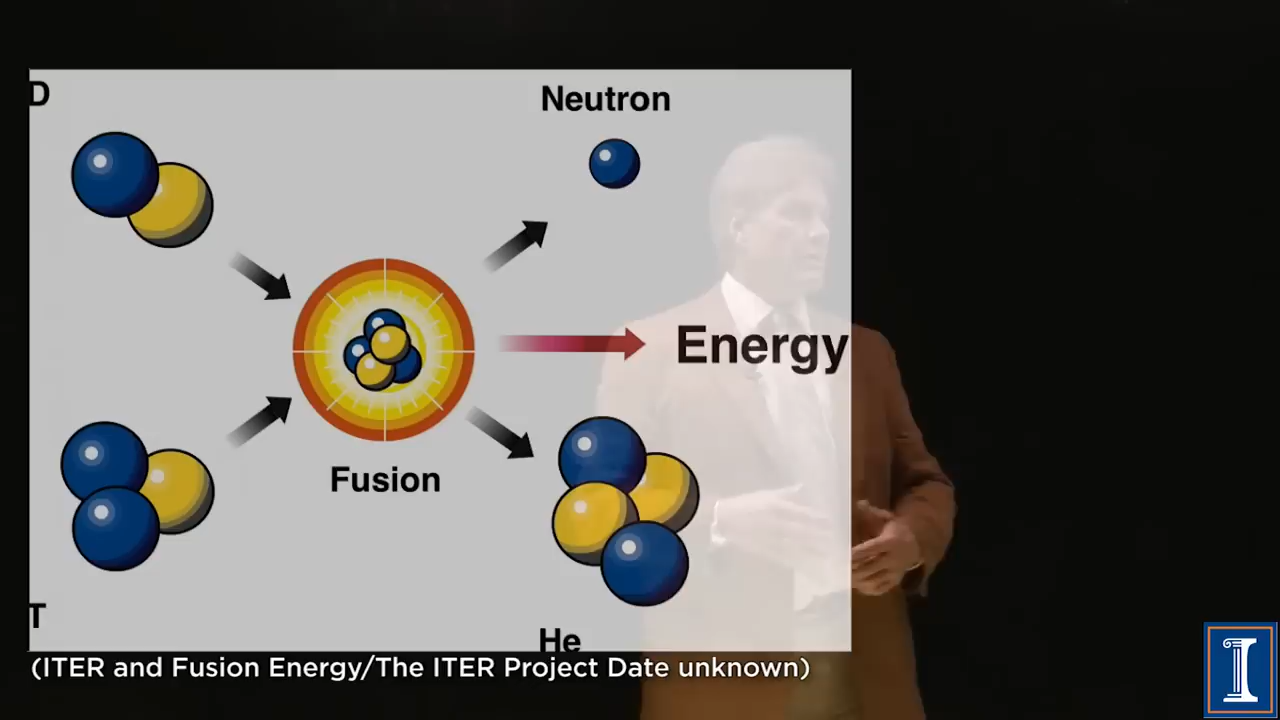 D
Neutron
Energy
Fusion
T
He
(ITER and Fusion Energy/The ITER Project Date unknown)
I